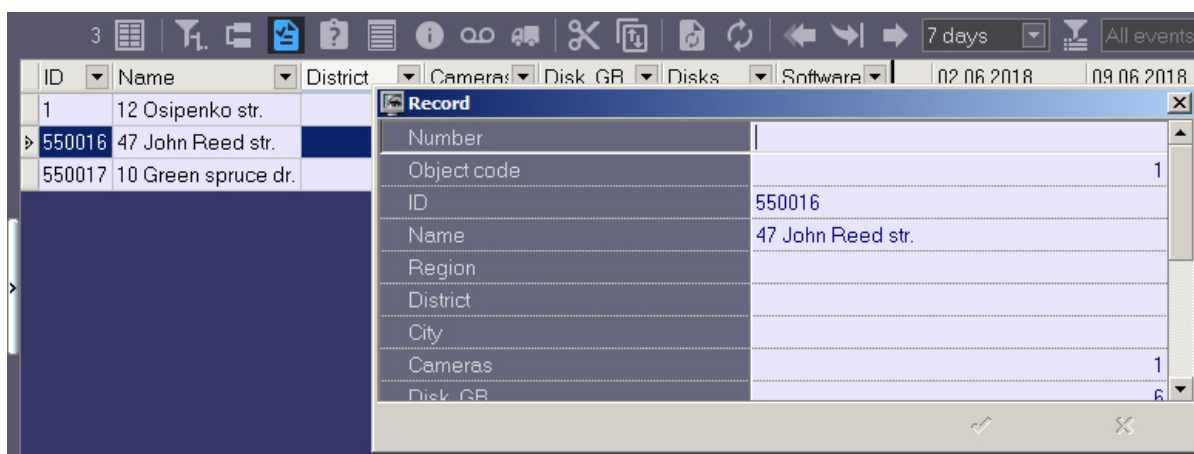 3 7 days All events
ID Name District Cameras Disk, GB Disks Software 02.06.2018 09.06.2018
1 12 Osipenko str.
550016 47 John Reed str.
550017 10 Green spruce dr.
Record
Number
Object code 1
ID 550016
Name 47 John Reed str.
Region
District
City
Cameras 1
Disk, GB 6